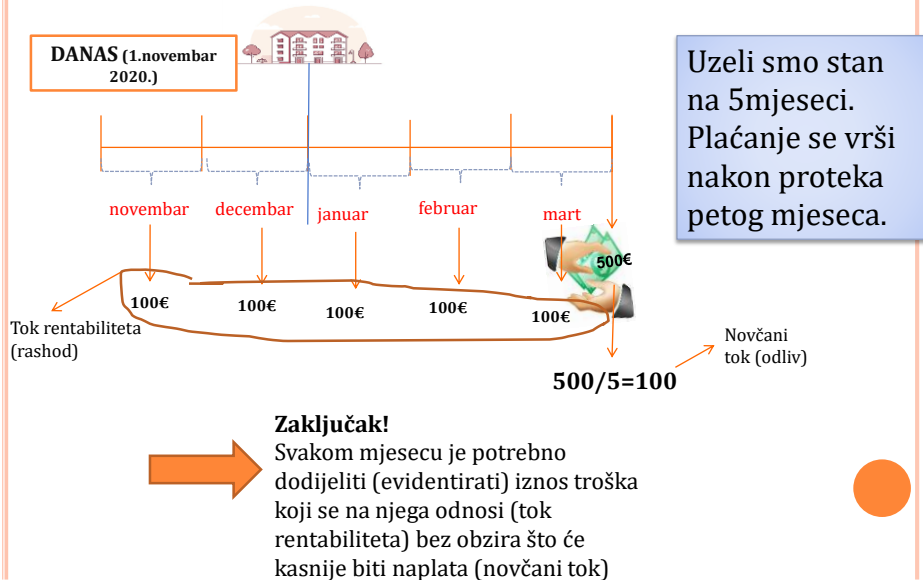 DANAS (1.novembar
2020.)
Uzeli smo stan
na 5mjeseci.
Plaćanje se vrši
nakon proteka
petog mjeseca.
novembar
decembar
januar
februar
mart
500€
100€
100€
100€
100€
100€
Tok rentabiliteta
(rashod)
Novčani
tok (odliv)
500/5=100
Zaključak!
Svakom mjesecu je potrebno
dodijeliti (evidentirati) iznos troška
koji se na njega odnosi (tok
rentabiliteta) bez obzira što će
kasnije biti naplata (novčani tok)